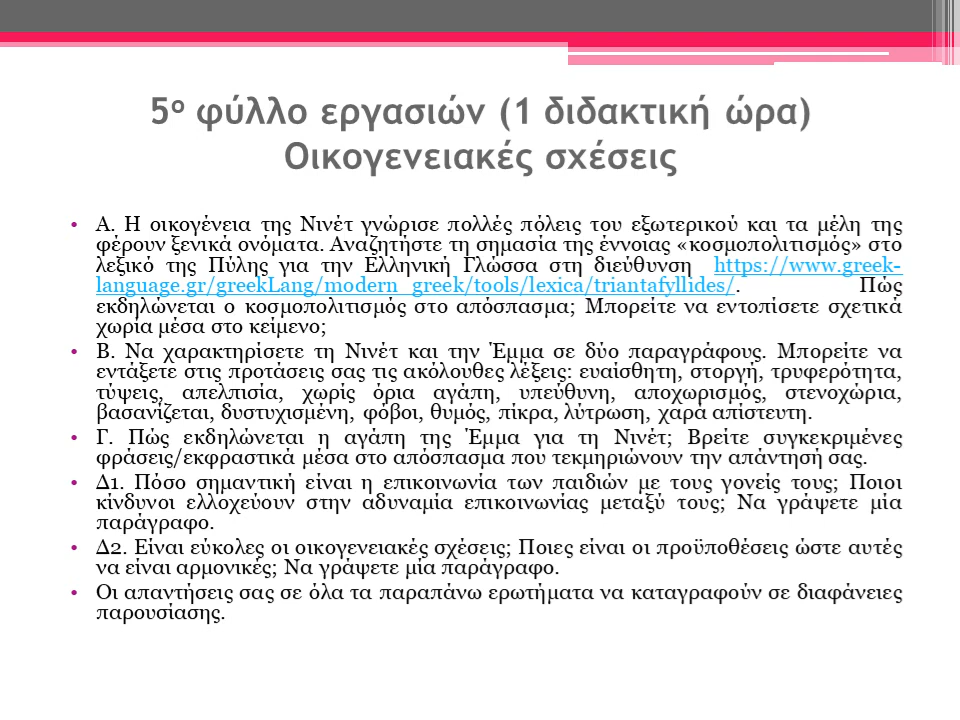 5ο φύλλο εργασιών (1 διδακτική ώρα)
Οικογενειακές σχέσεις
• Α. Η οικογένεια της Νινέτ γνώρισε πολλές πόλεις του εξωτερικού και τα μέλη της
φέρουν ξενικά ονόματα. Αναζητήστε τη σημασία της έννοιας «κοσμοπολιτισμός» στο
λεξικό της Πύλης για την Ελληνική Γλώσσα στη διεύθυνση https://www.greek-
language.gr/greekLang/modern_greek/tools/lexica/triantafyllides/. Πώς
εκδηλώνεται ο κοσμοπολιτισμός στο απόσπασμα; Μπορείτε να εντοπίσετε σχετικά
χωρία μέσα στο κείμενο;
• Β. Να χαρακτηρίσετε τη Νινέτ και την Έμμα σε δύο παραγράφους. Μπορείτε να
εντάξετε στις προτάσεις σας τις ακόλουθες λέξεις: ευαίσθητη, στοργή, τρυφερότητα,
τύψεις, απελπισία, χωρίς όρια αγάπη, υπεύθυνη, αποχωρισμός, στενοχώρια,
βασανίζεται, δυστυχισμένη, φόβοι, θυμός, πίκρα, λύτρωση, χαρά απίστευτη.
• Γ. Πώς εκδηλώνεται η αγάπη της Έμμα για τη Νινέτ; Βρείτε συγκεκριμένες
φράσεις/εκφραστικά μέσα στο απόσπασμα που τεκμηριώνουν την απάντησή σας.
• Δ1. Πόσο σημαντική είναι η επικοινωνία των παιδιών με τους γονείς τους; Ποιοι
κίνδυνοι ελλοχεύουν στην αδυναμία επικοινωνίας μεταξύ τους; Να γράψετε μία
παράγραφο.
• Δ2. Είναι εύκολες οι οικογενειακές σχέσεις; Ποιες είναι οι προϋποθέσεις ώστε αυτές
να είναι αρμονικές; Να γράψετε μία παράγραφο.
• Οι απαντήσεις σας σε όλα τα παραπάνω ερωτήματα να καταγραφούν σε διαφάνειες
παρουσίασης.